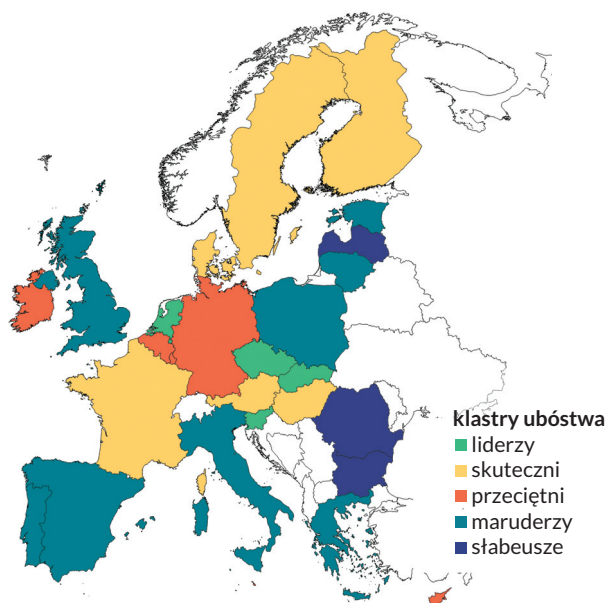 klastry ubóstwa
liderzy
skuteczni
przeciętni
maruderzy
słabeusze